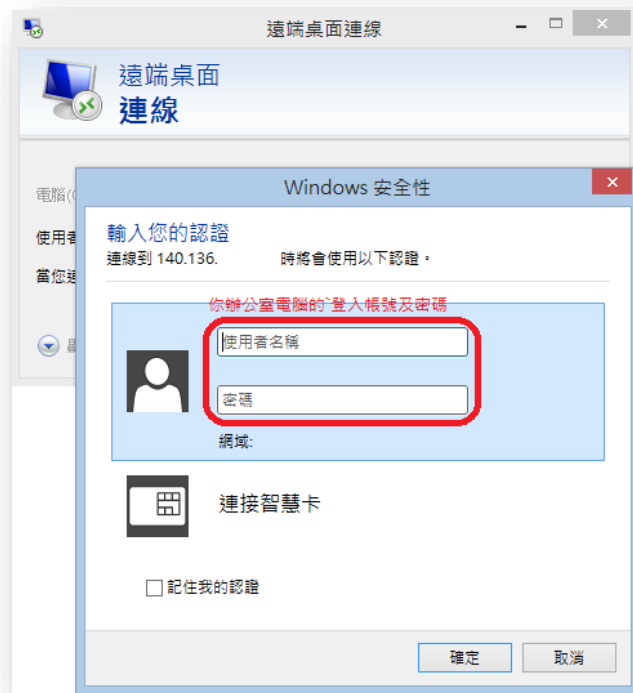 遠端桌面連線
遠端桌面
連線
電腦(
使用者
當您連
Windows 安全性
輸入您的認證
連線到 140.136. 時將會使用以下認證。
你辦公室電腦的`登入帳號及密碼
使用者名稱
密碼
網域:
連接智慧卡
記住我的認證
確定
取消